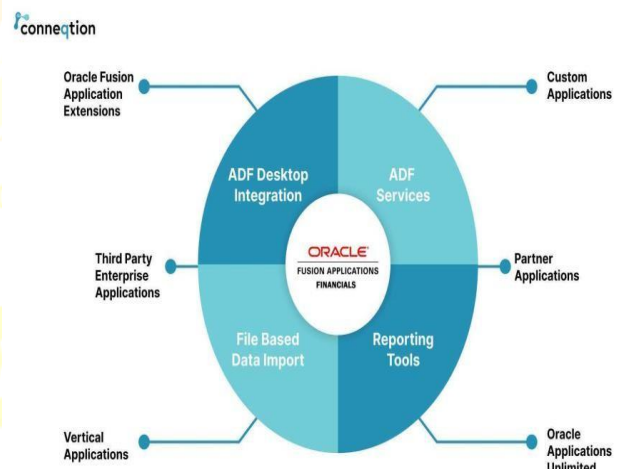 conneqtion
Oracle Fusion
Application
Extensions
Custom
Applications
ADF Desktop
Integration
ADF
Services
ORACLE
FUSION APPLICATIONS
FINANCIALS
Third Party
Enterprise
Applications
Partner
Applications
File Based
Data Import
Reporting
Tools
Vertical
Applications
Oracle
Applications
Unlimited